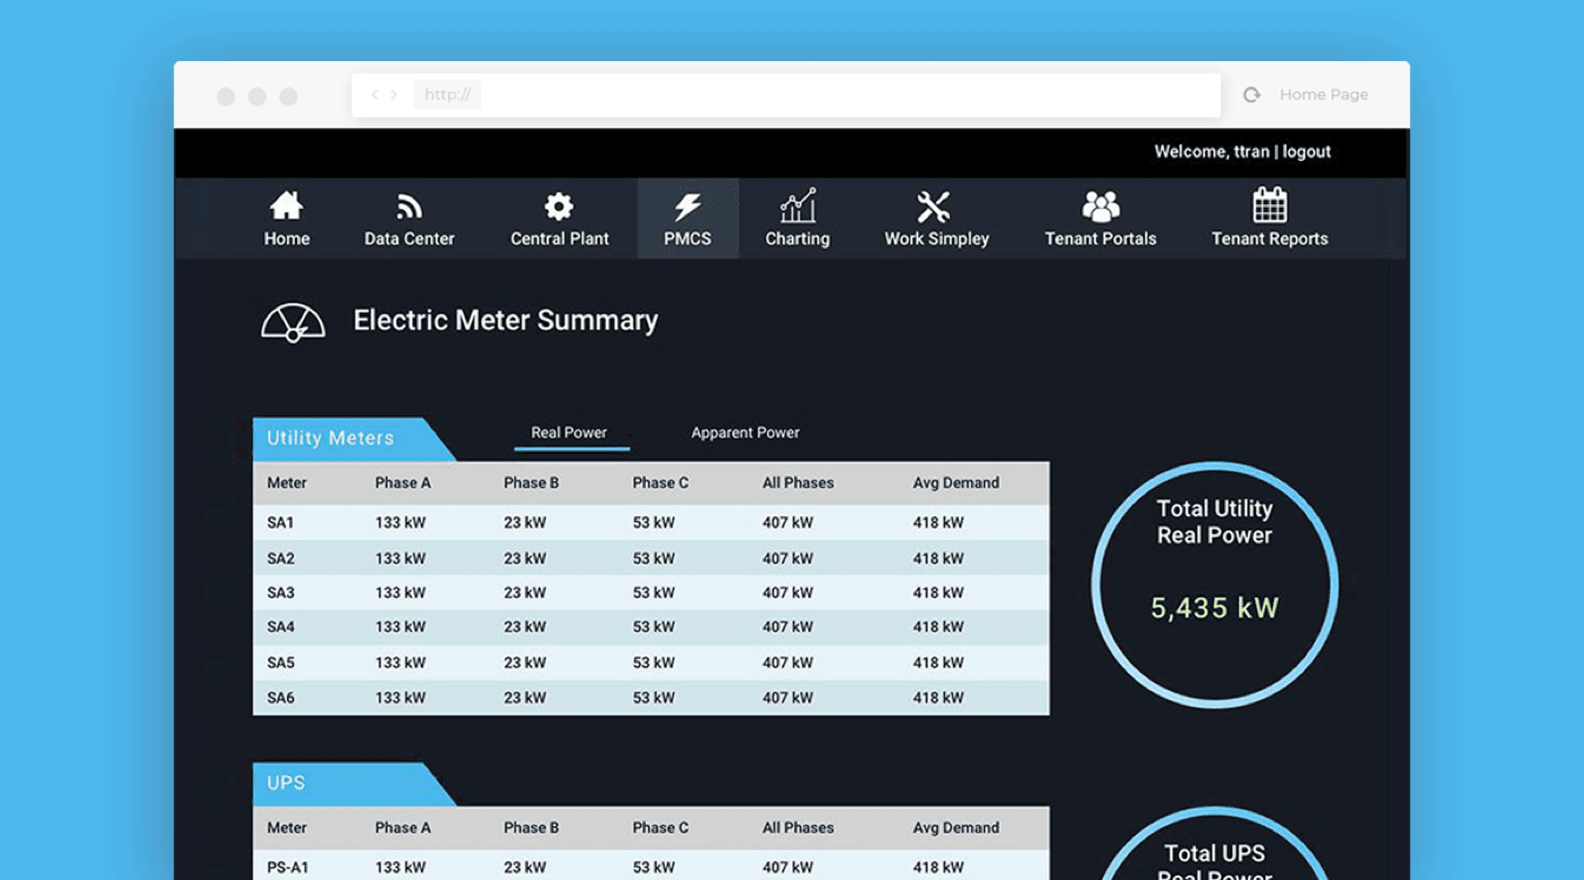 http://
Home Page
Welcome, ttran | logout
Home Data Center Central Plant PMCS Charting Work Simpley Tenant Portals Tenant Reports
Electric Meter Summary
Utility Meters
Real Power Apparent Power
Meter Phase A Phase B Phase C All Phases Avg Demand
SA1 133 kW 23 kW 53 kW 407 kW 418 kW
SA2 133 kW 23 kW 53 kW 407 kW 418 kW
SA3 133 kW 23 kW 53 kW 407 kW 418 kW
SA4 133 kW 23 kW 53 kW 407 kW 418 kW
SA5 133 kW 23 kW 53 kW 407 kW 418 kW
SA6 133 kW 23 kW 53 kW 407 kW 418 kW
Total Utility
Real Power
5,435 kW
UPS
Meter Phase A Phase B Phase C All Phases Avg Demand
PS-A1 133 kW 23 kW 53 kW 407 kW 418 kW
Total UPS
Real Power